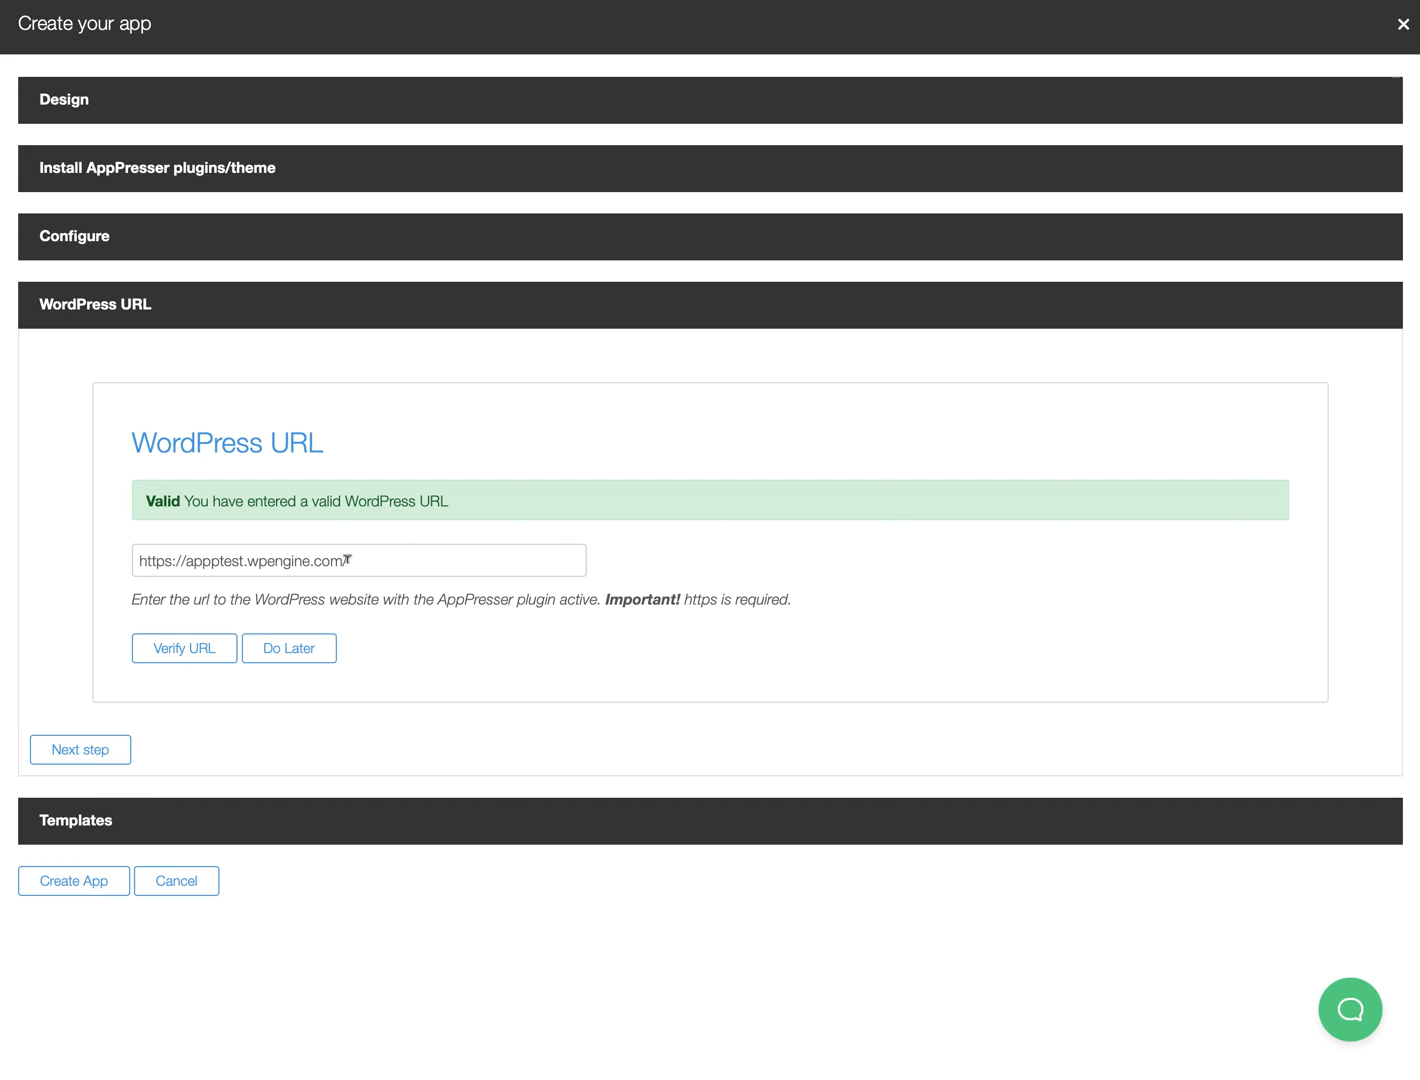 Create your app
Design
Install AppPresser plugins/theme
Configure
WordPress URL
WordPress URL
Valid You have entered a valid WordPress URL
https://appptest.wpengine.com/
Enter the url to the WordPress website with the AppPresser plugin active. Important! https is required.
Verify URL
Do Later
Next step
Templates
Create App
Cancel